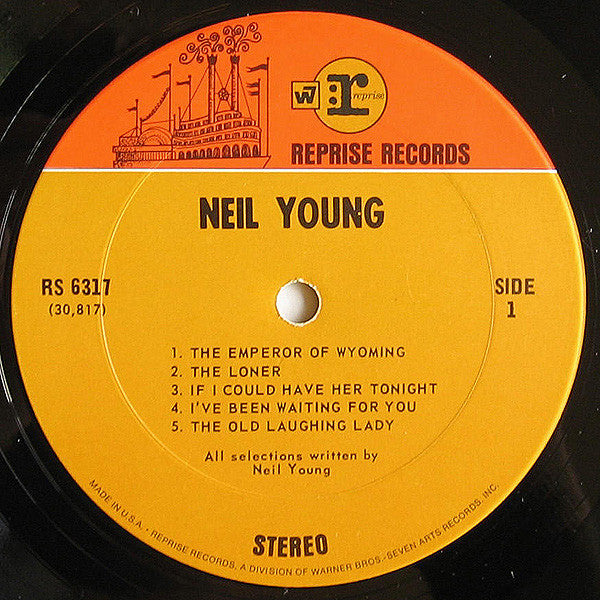 W7
r
reprise
REPRISE RECORDS
NEIL YOUNG
RS 6317
(30,817)
SIDE
1
1. THE EMPEROR OF WYOMING
2. THE LONER
3. IF I COULD HAVE HER TONIGHT
4. I'VE BEEN WAITING FOR YOU
5. THE OLD LAUGHING LADY
All selections written by
Neil Young
STEREO
MADE IN U.S.A. - REPRISE RECORDS, A DIVISION OF WARNER BROS.-SEVEN ARTS RECORDS, INC.